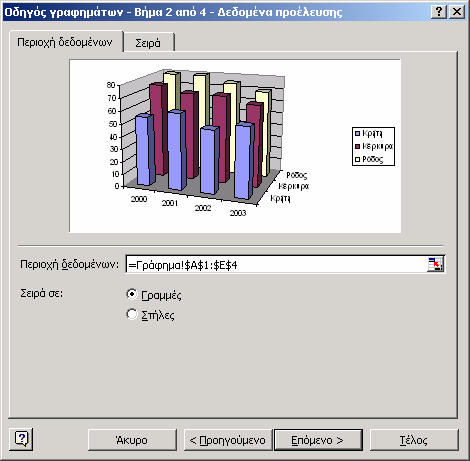 Οδηγός γραφημάτων - Βήμα 2 από 4 - Δεδομένα προέλευσης
Περιοχή δεδομένων
Σειρά
80
70
60
50
40
30
20
10
0
2000
2001
2002
2003
Ρόδος
Κέρκυρα
Κρήτη
Κρήτη
Κέρκυρα
Ρόδος
Περιοχή δεδομένων:
=Γράφημα!$A$1:$E$4
Σειρά σε:
Γραμμές
Στήλες
?
Άκυρο
< Προηγούμενο
Επόμενο >
Τέλος